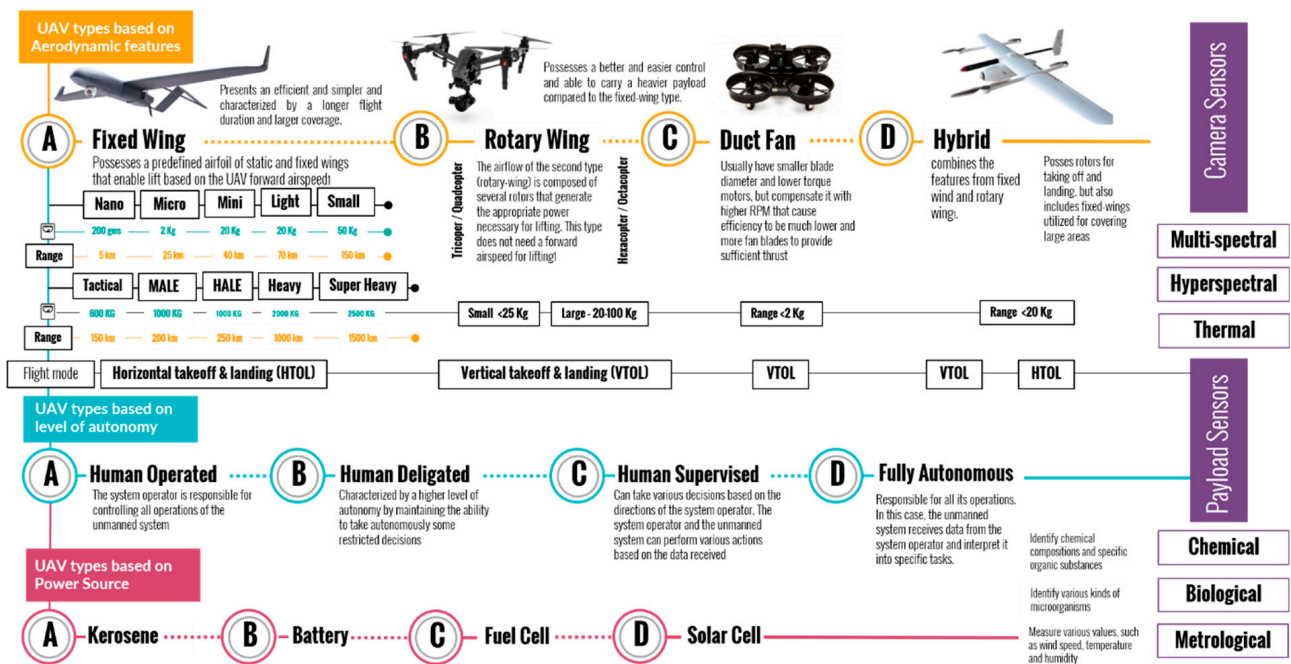 UAV types based on
Aerodynamic features
Presents an efficient and simpler and
characterized by a longer flight
duration and larger coverage.
Possesses a better and easier control
and able to carry a heavier payload
compared to the fixed-wing type.
A
Fixed Wing
Possesses a predefined airfoil of static and fixed wings
that enable lift based on the UAV forward airspeed1
B
Rotary Wing
Tricoper / Quadcopter
The airflow of the second type
(rotary-wing) is composed of
several rotors that generate
the appropriate power
necessary for lifting. This type
does not need a forward
airspeed for lifting1
Hexacopter / Octacopter
C
Duct Fan
Usually have smaller blade
diameter and lower torque
motors, but compensate it with
higher RPM that cause
efficiency to be much lower and
more fan blades to provide
sufficient thrust
D
Hybrid
combines the
features from fixed
wind and rotary
wing1.
Posses rotors for
taking off and
landing, but also
includes fixed-wings
utilized for covering
large areas
Nano Micro Mini Light Small
200 gms 2 Kg 20 Kg 20 Kg 50 Kg
Range 5 km 25 km 40 km 70 km 150 km
Tactical MALE HALE Heavy Super Heavy
600 KG 1000 KG 1000 KG 2000 KG 2500 KG
Range 150 km 200 km 250 km 1000 km 1500 km
Small <25 Kg Large - 20-100 Kg Range <2 Kg Range <20 Kg
Flight mode Horizontal takeoff & landing (HTOL) Vertical takeoff & landing (VTOL) VTOL VTOL HTOL
UAV types based on
level of autonomy
A
Human Operated
The system operator is responsible for
controlling all operations of the
unmanned system
B
Human Deligated
Characterized by a higher level of
autonomy by maintaining the ability
to take autonomously some
restricted decisions
C
Human Supervised
Can take various decisions based on the
directions of the system operator. The
system operator and the unmanned
system can perform various actions
based on the data received
D
Fully Autonomous
Responsible for all its operations.
In this case, the unmanned
system receives data from the
system operator and interpret it
into specific tasks.
UAV types based on
Power Source
A Kerosene B Battery C Fuel Cell D Solar Cell
Camera Sensors
Multi-spectral
Hyperspectral
Thermal
Payload Sensors
Identify chemical
compositions and specific
organic substances
Chemical
Identify various kinds of
microorganisms
Biological
Measure various values, such
as wind speed, temperature
and humidity
Metrological